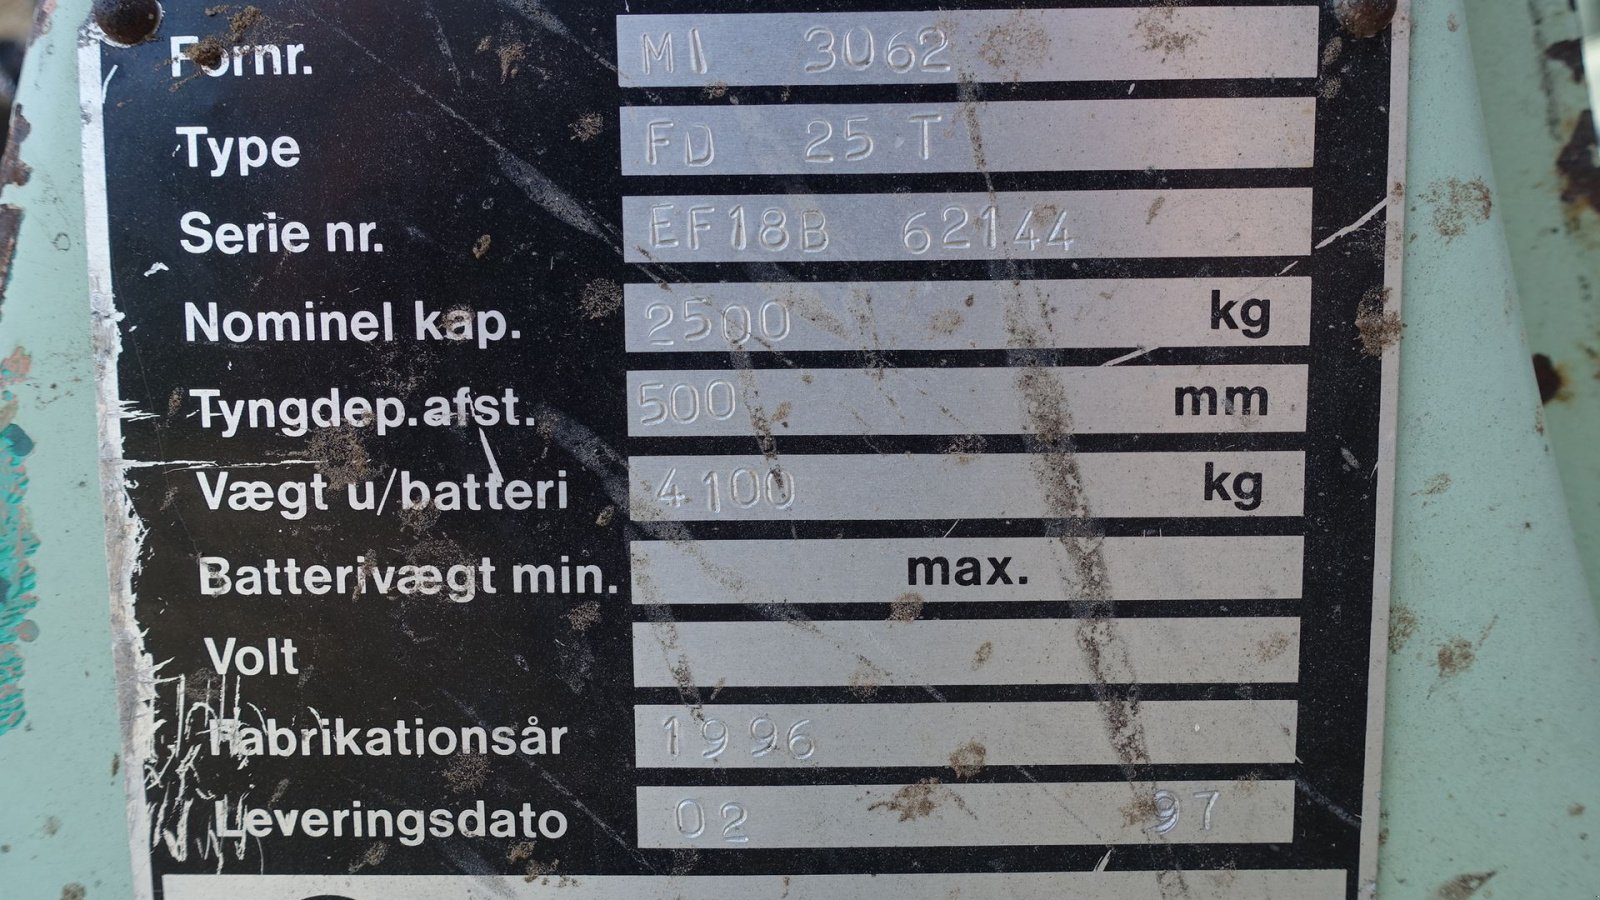 Fornr. MI 3062
Type FD 25 T
Serie nr. EF18B 62144
Nominel kap. 2500 kg
Tyngdep.afst. 500 mm
Vægt u/batteri 4100 kg
Batterivægt min. max.
Volt
Fabrikationsår 1996
Leveringsdato 02 97